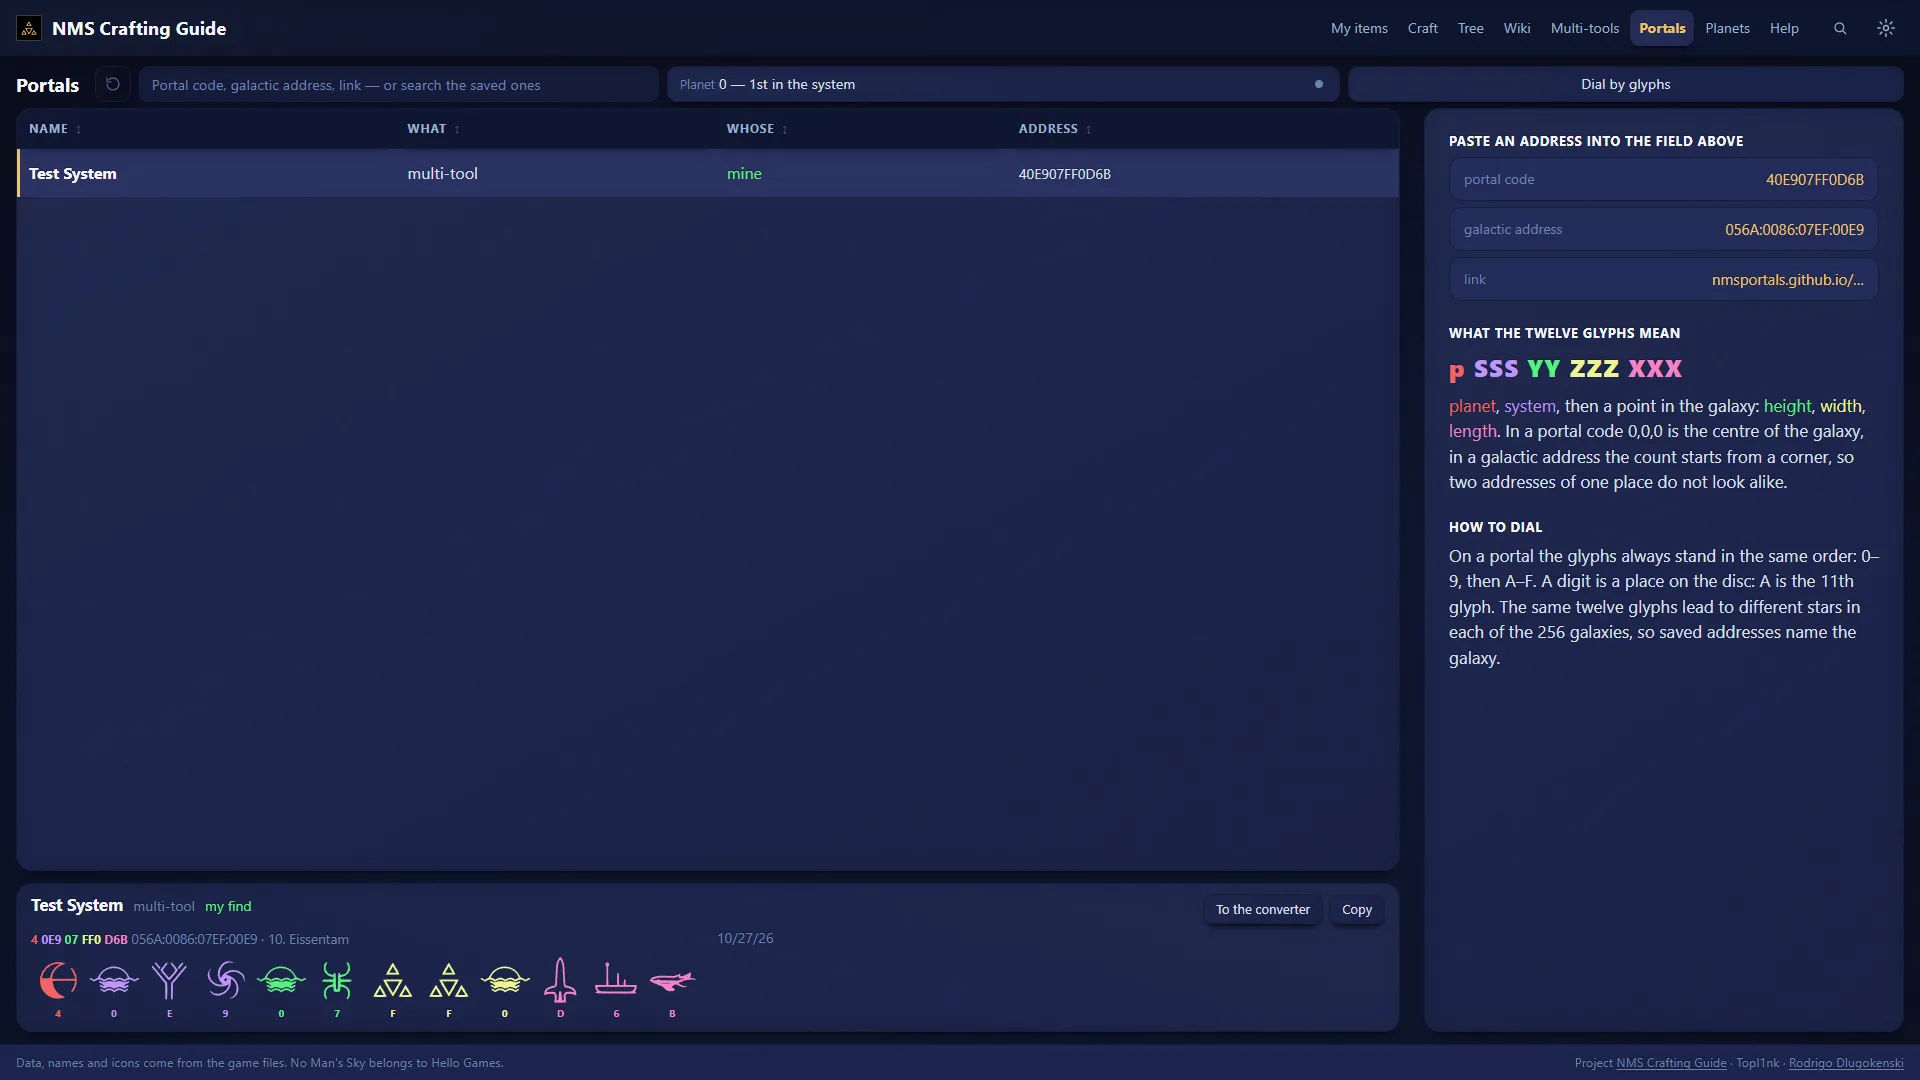 NMS Crafting Guide
My items Craft Tree Wiki Multi-tools Portals Planets Help
Portals
Portal code, galactic address, link — or search the saved ones
Planet 0 — 1st in the system
Dial by glyphs
NAME WHAT WHOSE ADDRESS
Test System multi-tool mine 40E907FF0D6B
PASTE AN ADDRESS INTO THE FIELD ABOVE
portal code 40E907FF0D6B
galactic address 056A:0086:07EF:00E9
link nmsportals.github.io/...
WHAT THE TWELVE GLYPHS MEAN
p SSS YY ZZZ XXX
planet, system, then a point in the galaxy: height, width,
length. In a portal code 0,0,0 is the centre of the galaxy,
in a galactic address the count starts from a corner, so
two addresses of one place do not look alike.
HOW TO DIAL
On a portal the glyphs always stand in the same order: 0–
9, then A–F. A digit is a place on the disc: A is the 11th
glyph. The same twelve glyphs lead to different stars in
each of the 256 galaxies, so saved addresses name the
galaxy.
Test System multi-tool my find
To the converter Copy
4 0E9 07 FF0 D6B 056A:0086:07EF:00E9 · 10. Eissentam
10/27/26
4 0 E 9 0 7 F F 0 D 6 B
Data, names and icons come from the game files. No Man's Sky belongs to Hello Games.
Project NMS Crafting Guide · Topl1nk · Rodrigo Dlugokenski